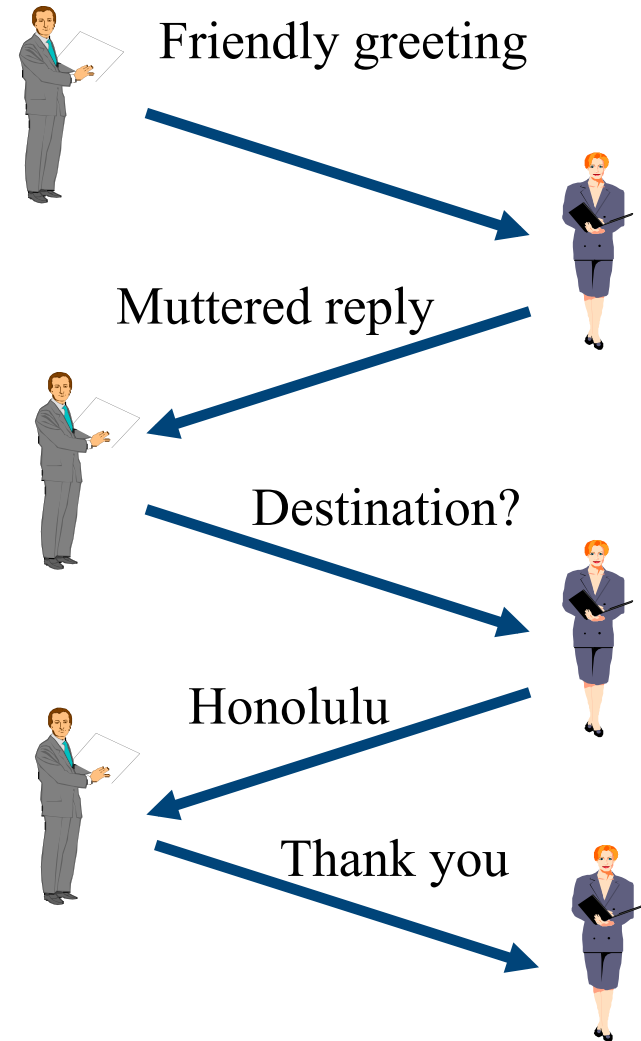 Friendly greeting
Muttered reply
Destination?
Honolulu
Thank you